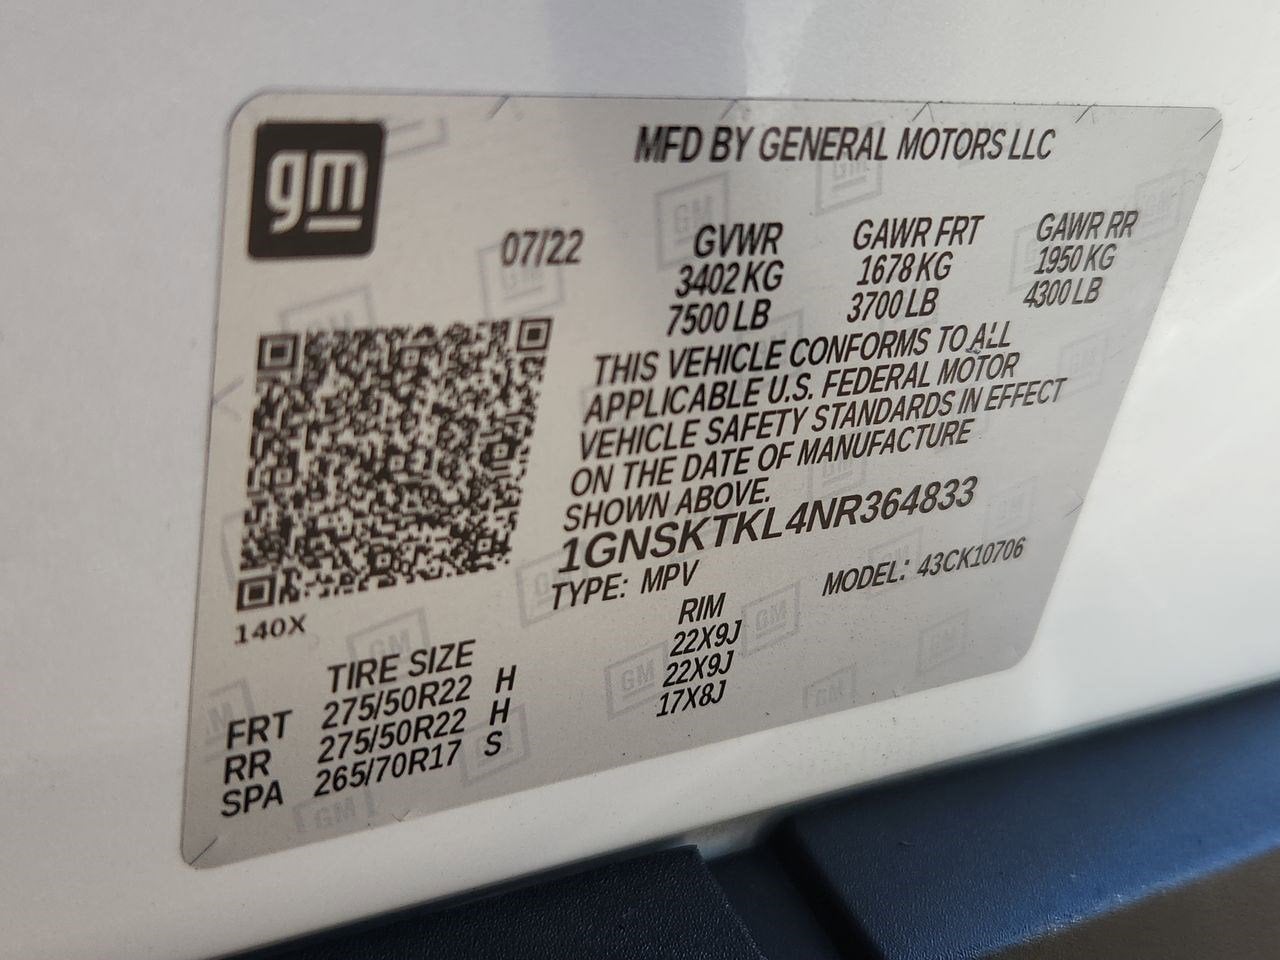 gm
MFD BY GENERAL MOTORS LLC
07/22
GVWR GAWR FRT GAWR RR
3402 KG 1678 KG 1950 KG
7500 LB 3700 LB 4300 LB
THIS VEHICLE CONFORMS TO ALL
APPLICABLE U.S. FEDERAL MOTOR
VEHICLE SAFETY STANDARDS IN EFFECT
ON THE DATE OF MANUFACTURE
SHOWN ABOVE.
1GNSKTKL4NR364833
TYPE: MPV MODEL: 43CK10706
140X
TIRE SIZE RIM
FRT 275/50R22 H 22X9J
RR 275/50R22 H 22X9J
SPA 265/70R17 S 17X8J